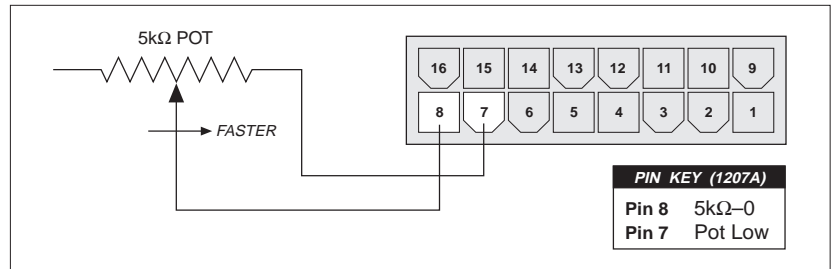 5kΩ POT
FASTER
16 15 14 13 12 11 10 9
8 7 6 5 4 3 2 1
PIN KEY (1207A)
Pin 8 5kΩ–0
Pin 7 Pot Low